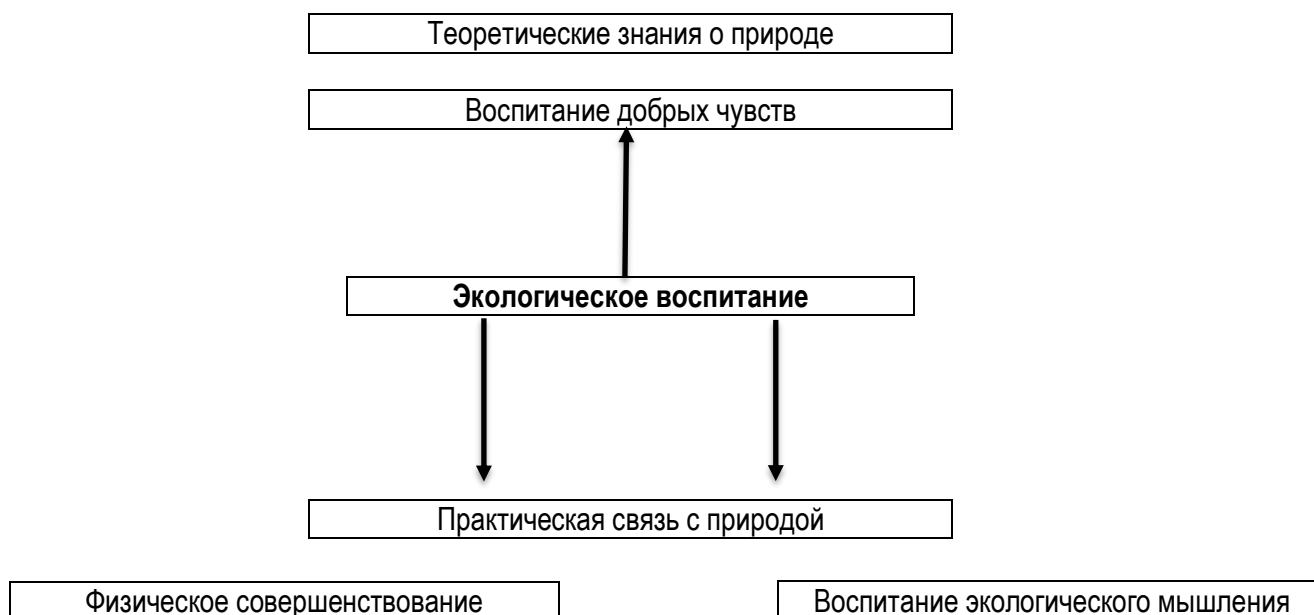 Теоретические знания о природе
Воспитание добрых чувств
Экологическое воспитание
Практическая связь с природой
Физическое совершенствование
Воспитание экологического мышления